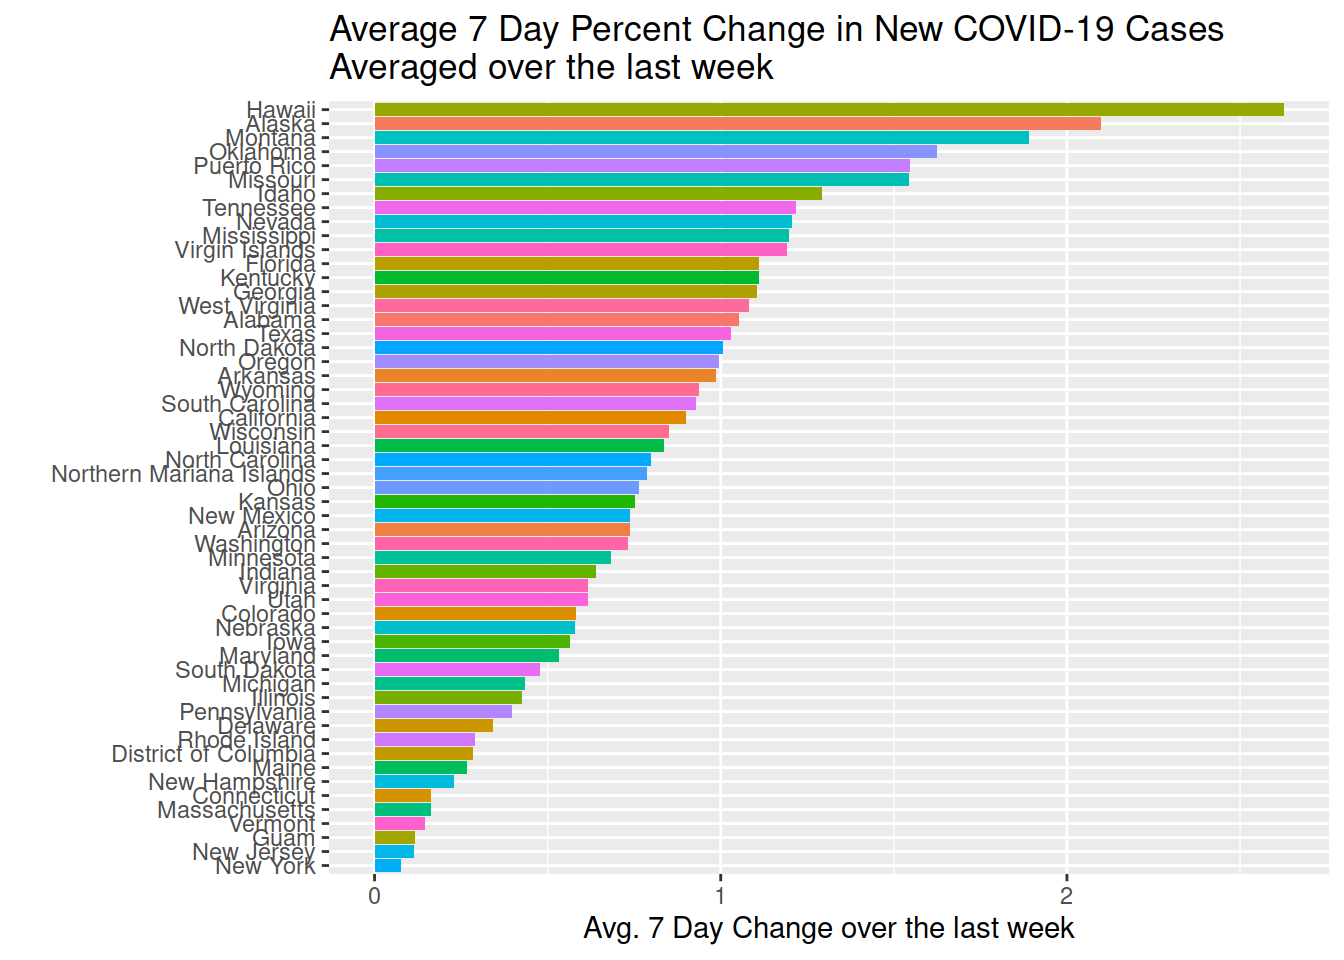 Average 7 Day Percent Change in New COVID-19 Cases
Averaged over the last week
Hawaii
Alaska
Montana
Oklahoma
Puerto Rico
Missouri
Idaho
Tennessee
Nevada
Mississippi
Virgin Islands
Florida
Kentucky
Georgia
West Virginia
Alabama
Texas
North Dakota
Oregon
Arkansas
Wyoming
South Carolina
California
Wisconsin
Louisiana
North Carolina
Northern Mariana Islands
Ohio
Kansas
New Mexico
Arizona
Washington
Minnesota
Indiana
Virginia
Utah
Colorado
Nebraska
Iowa
Maryland
South Dakota
Michigan
Illinois
Pennsylvania
Delaware
Rhode Island
District of Columbia
Maine
New Hampshire
Connecticut
Massachusetts
Vermont
Guam
New Jersey
New York
0 1 2
Avg. 7 Day Change over the last week